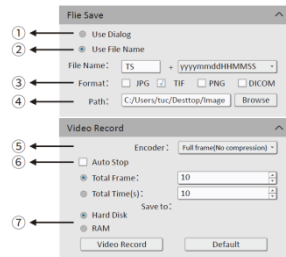 File Save
① Use Dialog
② Use File Name
File Name: TS + yyyymmddHHMMSS
③ Format: JPG TIF PNG DICOM
④ Path: C:/Users/tuc/Desttop/Image Browse
Video Record
⑤ Encoder: Full frame(No compression)
⑥ Auto Stop
Total Frame: 10
Total Time(s): 10
Save to:
⑦ Hard Disk
RAM
Video Record Default